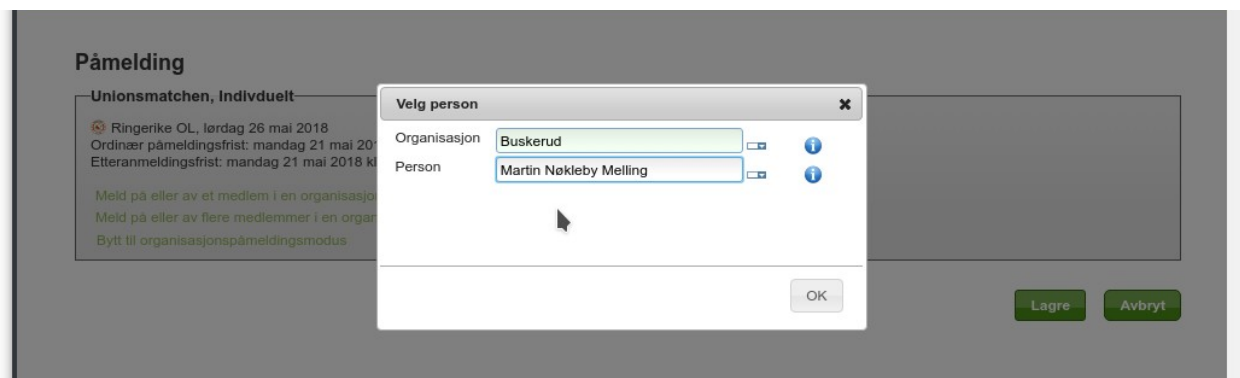 Påmelding
Unionsmatchen, Indivduelt
Ringerike OL, lørdag 26 mai 2018
Ordinær påmeldingsfrist: mandag 21 mai 201
Etteranmeldingsfrist: mandag 21 mai 2018 kl
Meld på eller av et medlem i en organisasjo
Meld på eller av flere medlemmer i en organ
Bytt til organisasjonspåmeldingsmodus
Velg person
Organisasjon Buskerud
Person Martin Nøkleby Melling
OK
Lagre Avbryt